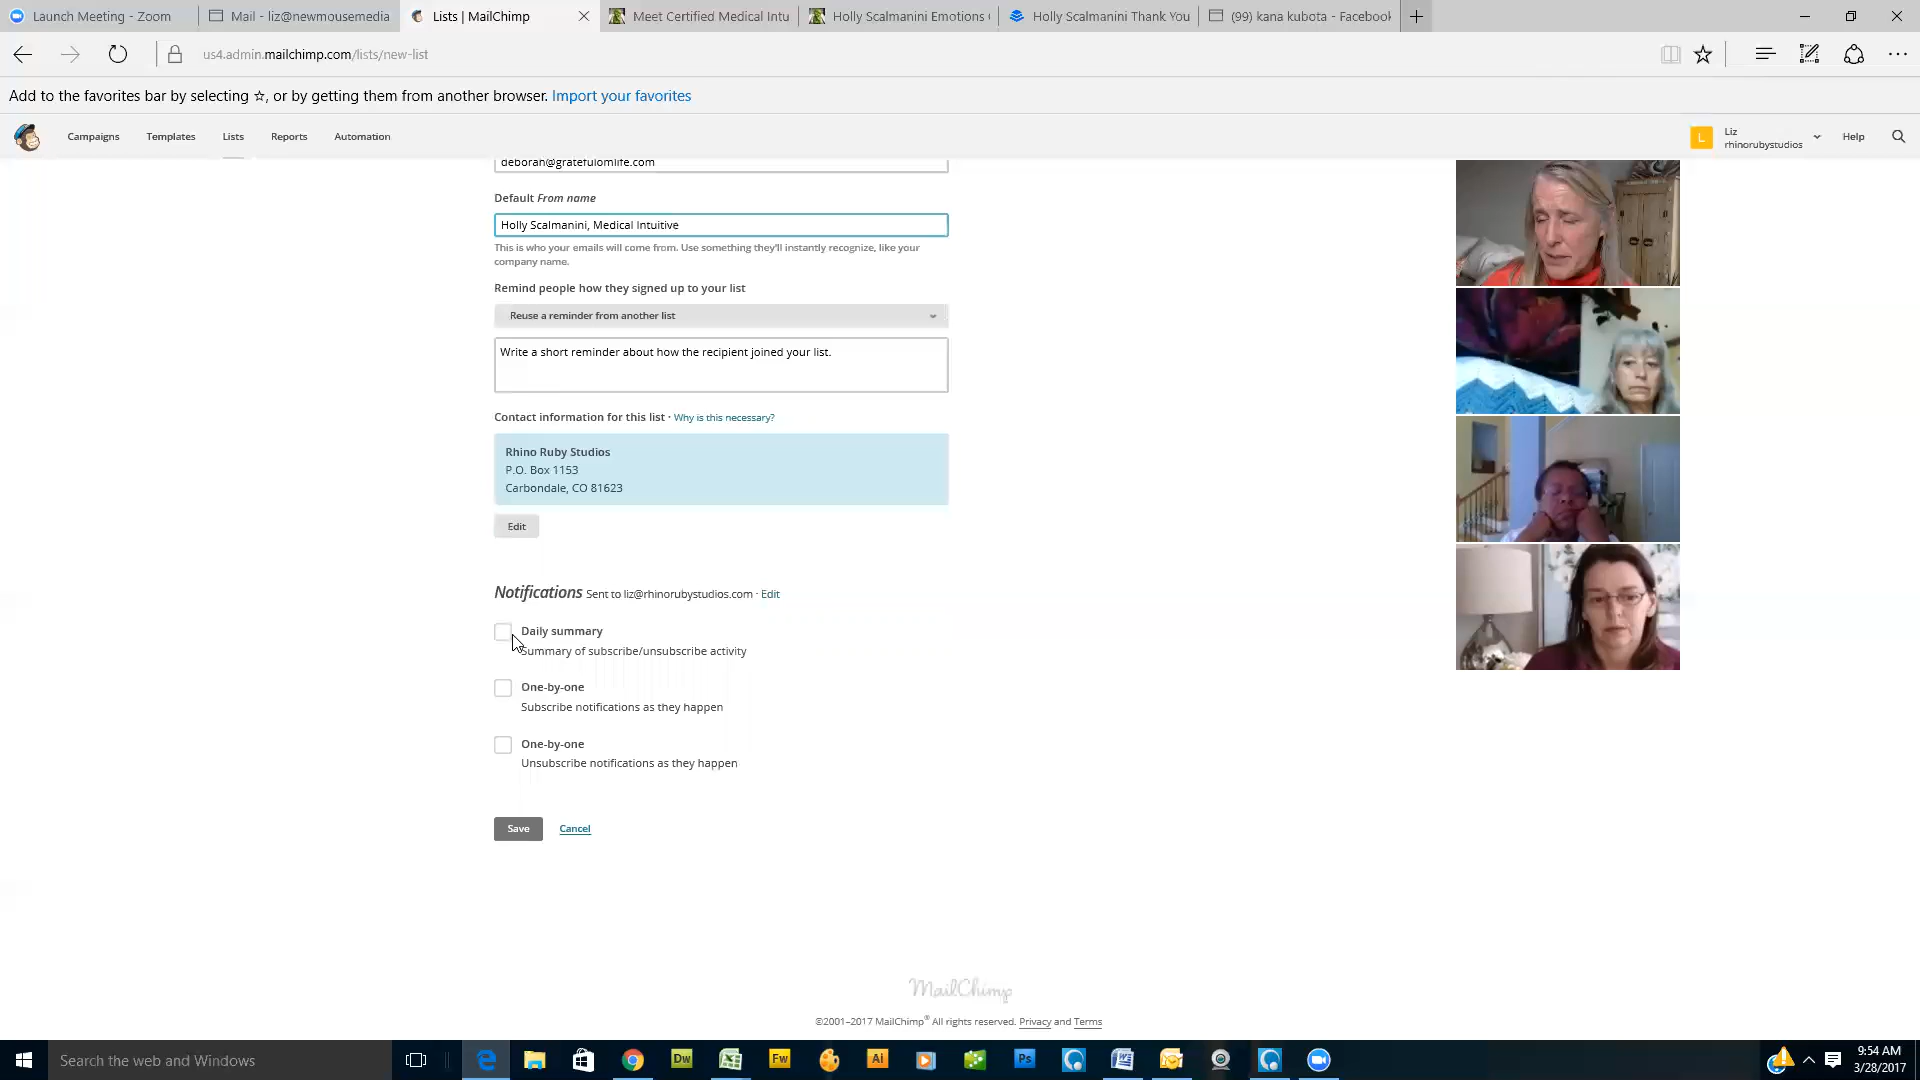 Launch Meeting - Zoom
Mail - liz@newmousemedia
Lists | MailChimp
Meet Certified Medical Intu
Holly Scalmanini Emotions
Holly Scalmanini Thank You
(99) kana kubota - Facebook
us4.admin.mailchimp.com/lists/new-list
Add to the favorites bar by selecting ☆, or by getting them from another browser. Import your favorites
Campaigns
Templates
Lists
Reports
Automation
L
Liz
rhinorubystudios
Help
deborah@gratefulomlife.com
Default From name
Holly Scalmanini, Medical Intuitive
This is who your emails will come from. Use something they'll instantly recognize, like your
company name.
Remind people how they signed up to your list
Reuse a reminder from another list
Write a short reminder about how the recipient joined your list.
Contact information for this list · Why is this necessary?
Rhino Ruby Studios
P.O. Box 1153
Carbondale, CO 81623
Edit
Notifications Sent to liz@rhinorubystudios.com · Edit
Daily summary
Summary of subscribe/unsubscribe activity
One-by-one
Subscribe notifications as they happen
One-by-one
Unsubscribe notifications as they happen
Save
Cancel
MailChimp
©2001–2017 MailChimp® All rights reserved. Privacy and Terms
Search the web and Windows
Dw
Fw
Ai
Ps
9:54 AM
3/28/2017